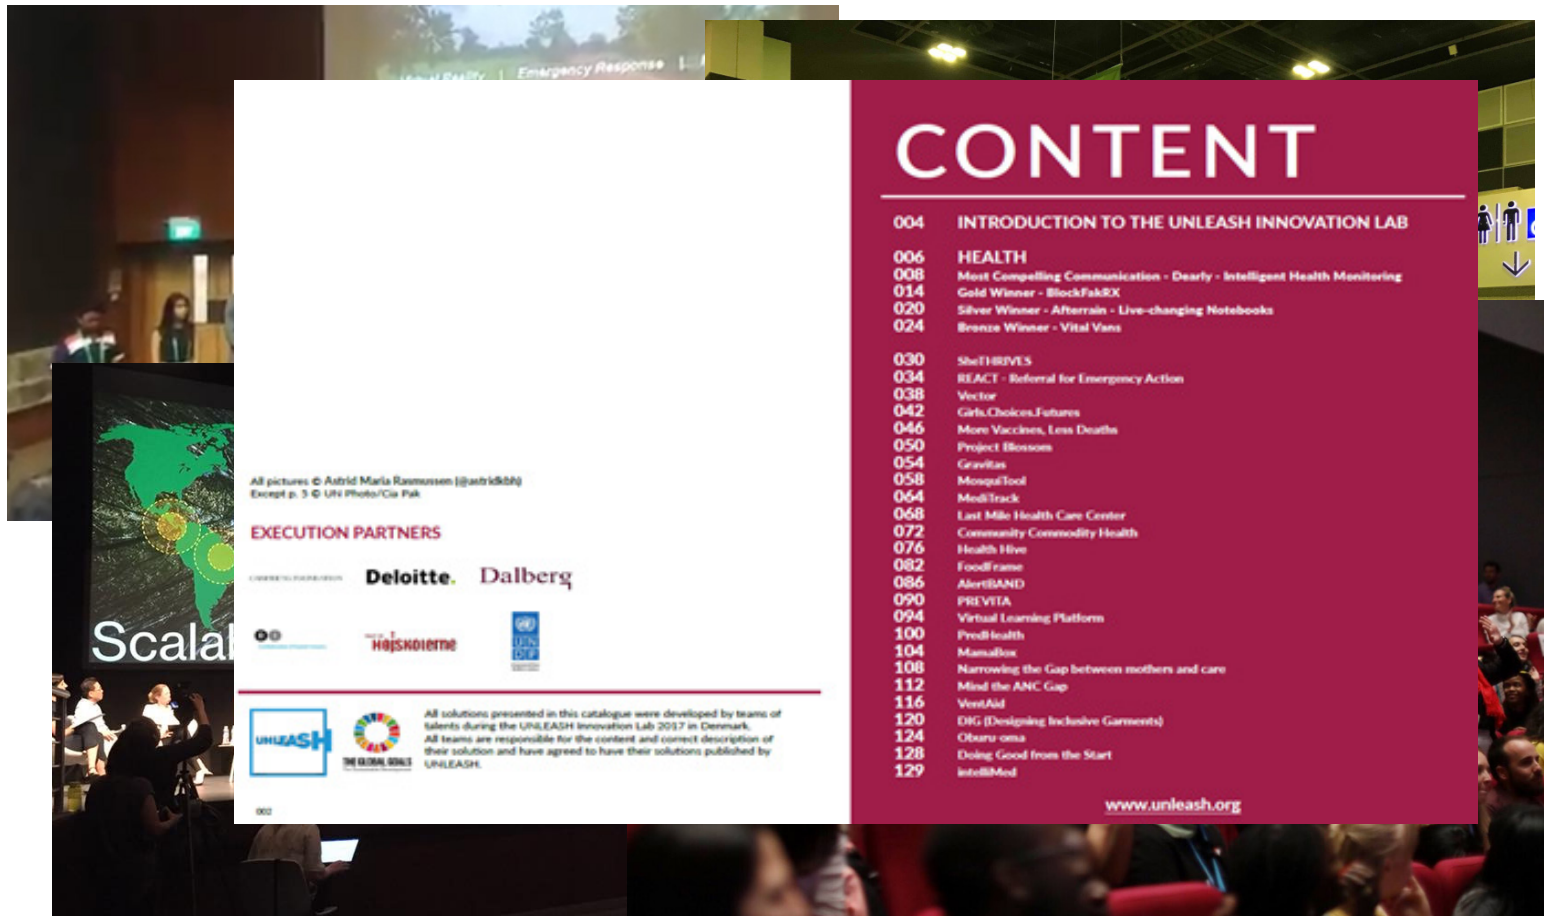 Emergency Response |
Scala
All pictures © Astrid Maria Rasmussen (@astridkbh)
Except p. 5 © UN Photo/Cia Pak
EXECUTION PARTNERS
Deloitte.
Dalberg
HØJSKOLERNE
UN
DP
UNLEASH
THE GLOBAL GOALS
All solutions presented in this catalogue were developed by teams of
talents during the UNLEASH Innovation Lab 2017 in Denmark.
All teams are responsible for the content and correct description of
their solution and have agreed to have their solutions published by
UNLEASH.
002
CONTENT
004 INTRODUCTION TO THE UNLEASH INNOVATION LAB
006 HEALTH
008 Most Compelling Communication - Dearly - Intelligent Health Monitoring
014 Gold Winner - BlockFakRX
020 Silver Winner - Afterrain - Live-changing Notebooks
024 Bronze Winner - Vital Vans
030 SheTHRIVES
034 REACT - Referral for Emergency Action
038 Vector
042 Girls.Choices.Futures
046 More Vaccines, Less Deaths
050 Project Blossom
054 Gravitas
058 MosquiTool
064 MediTrack
068 Last Mile Health Care Center
072 Community Commodity Health
076 Health Hive
082 FoodFrame
086 AlertBAND
090 PREVITA
094 Virtual Learning Platform
100 PredHealth
104 MamaBox
108 Narrowing the Gap between mothers and care
112 Mind the ANC Gap
116 VentAid
120 DIG (Designing Inclusive Garments)
124 Oburu-oma
128 Doing Good from the Start
129 intelliMed
www.unleash.org